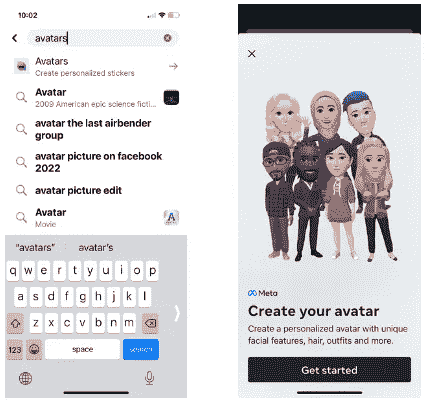 10:02
avatars
Avatars
Create personalized stickers
Avatar
2009 American epic science ficti...
avatar the last airbender
group
avatar picture on facebook
2022
avatar picture edit
Avatar
Movie
"avatars" avatar's
q w e r t y u i o p
a s d f g h j k l
z x c v b n m
123 space search
Meta
Create your avatar
Create a personalized avatar with unique
facial features, hair, outfits and more.
Get started